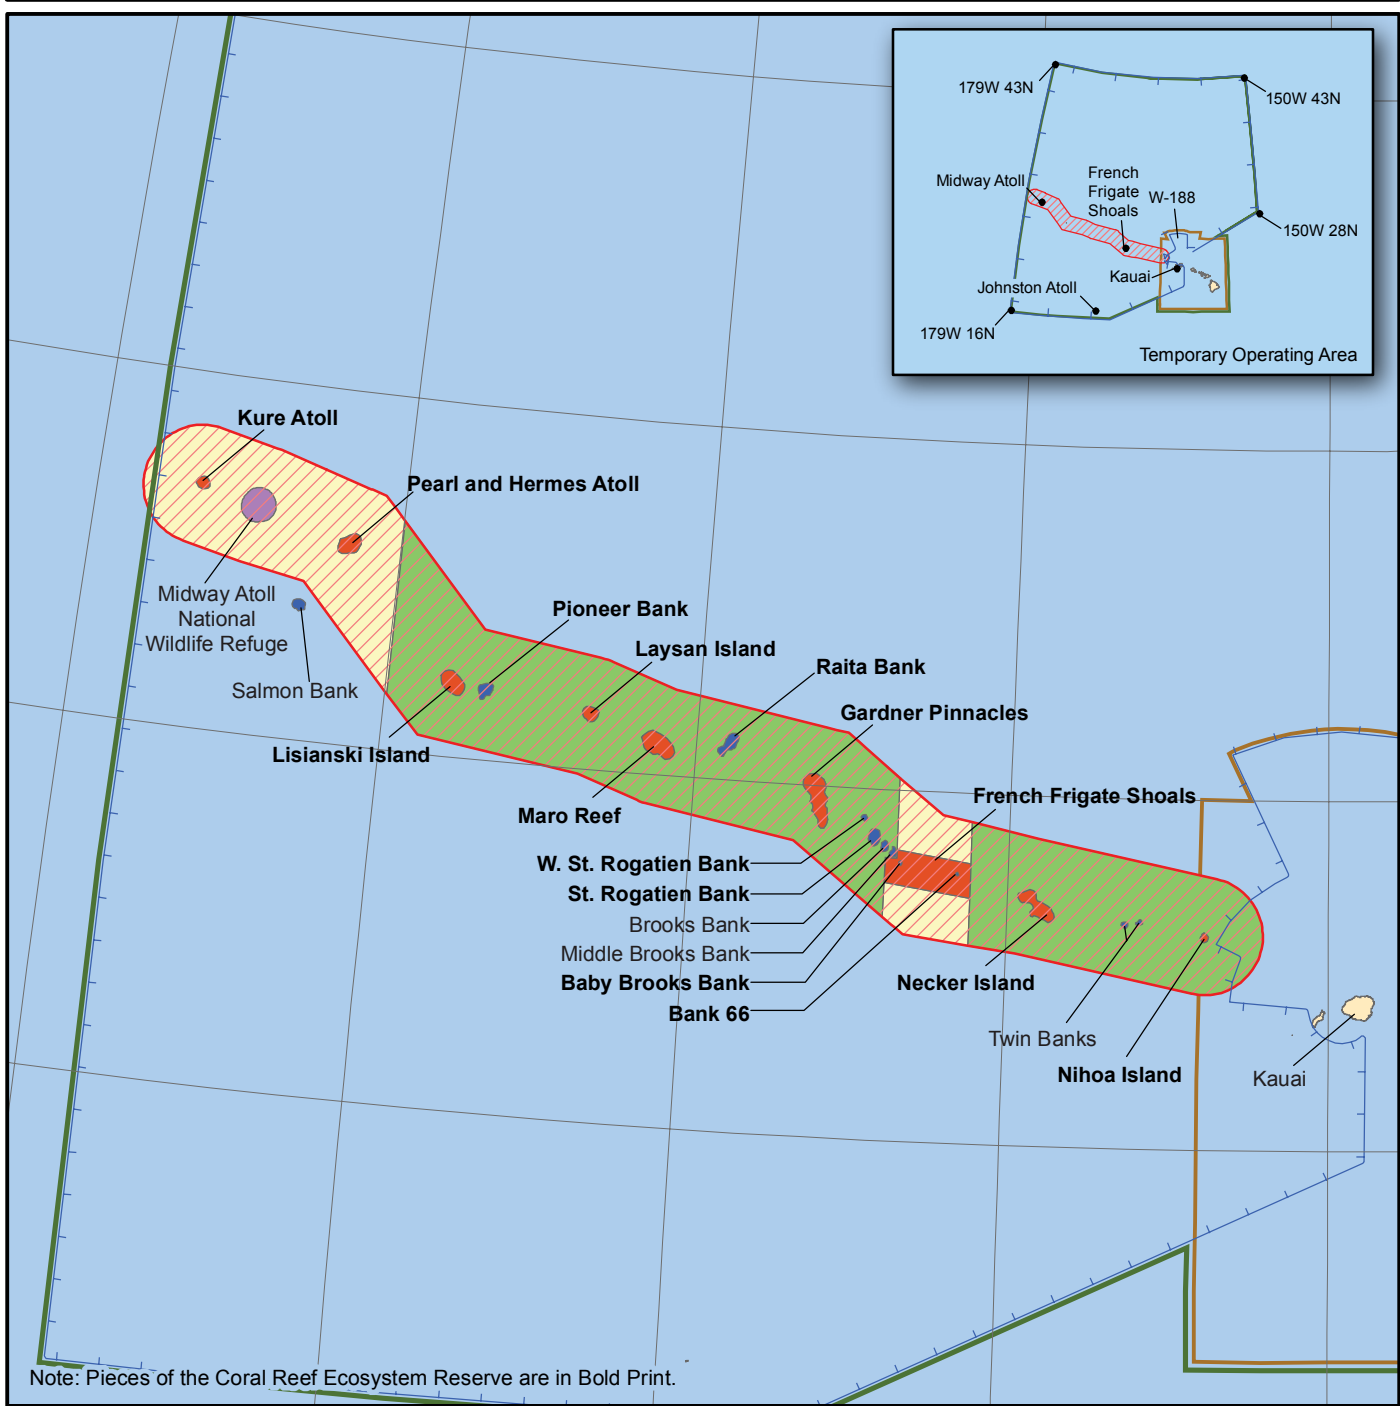 179W 43N
150W 43N
French
Frigate
Shoals
Midway Atoll
W-188
150W 28N
Kauai
Johnston Atoll
179W 16N
Temporary Operating Area
Kure Atoll
Pearl and Hermes Atoll
Midway Atoll
National
Wildlife Refuge
Salmon Bank
Pioneer Bank
Laysan Island
Raita Bank
Gardner Pinnacles
Lisianski Island
Maro Reef
French Frigate Shoals
W. St. Rogatien Bank
St. Rogatien Bank
Brooks Bank
Middle Brooks Bank
Baby Brooks Bank
Bank 66
Necker Island
Twin Banks
Nihoa Island
Kauai
Note: Pieces of the Coral Reef Ecosystem Reserve are in Bold Print.